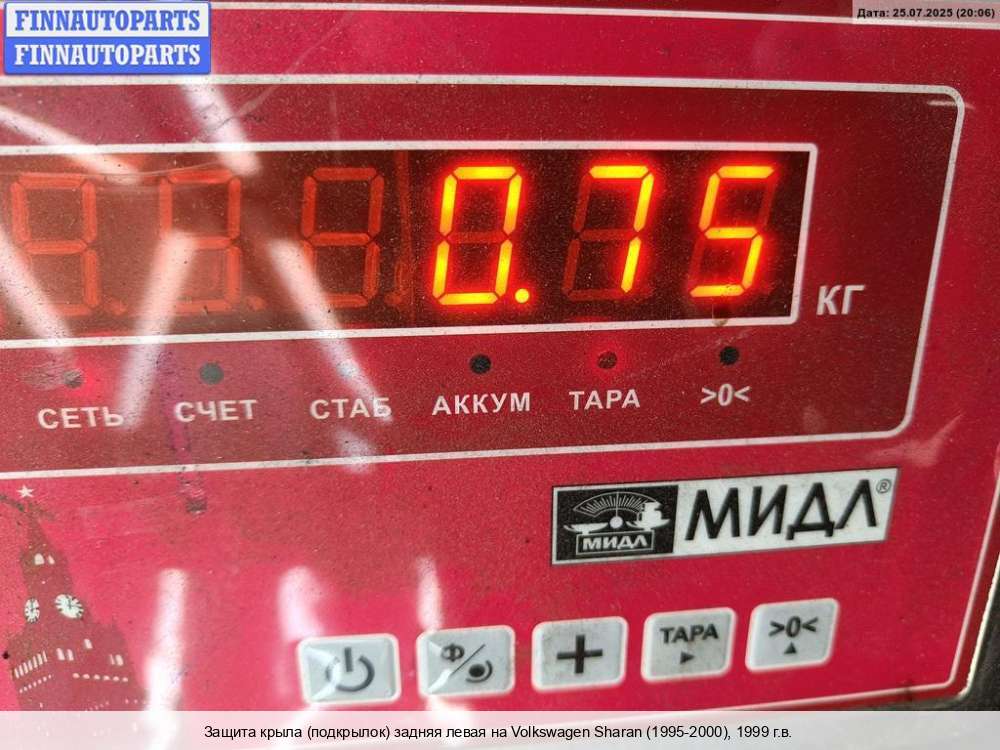 FINNAUTOPARTS
FINNAUTOPARTS
Дата: 25.07.2025 (20:06)
0.75
КГ
СЕТЬ СЧЕТ СТАБ АККУМ ТАРА >0<
МИДЛ МИДЛ®
Ф ТАРА >0<
Защита крыла (подкрылок) задняя левая на Volkswagen Sharan (1995-2000), 1999 г.в.